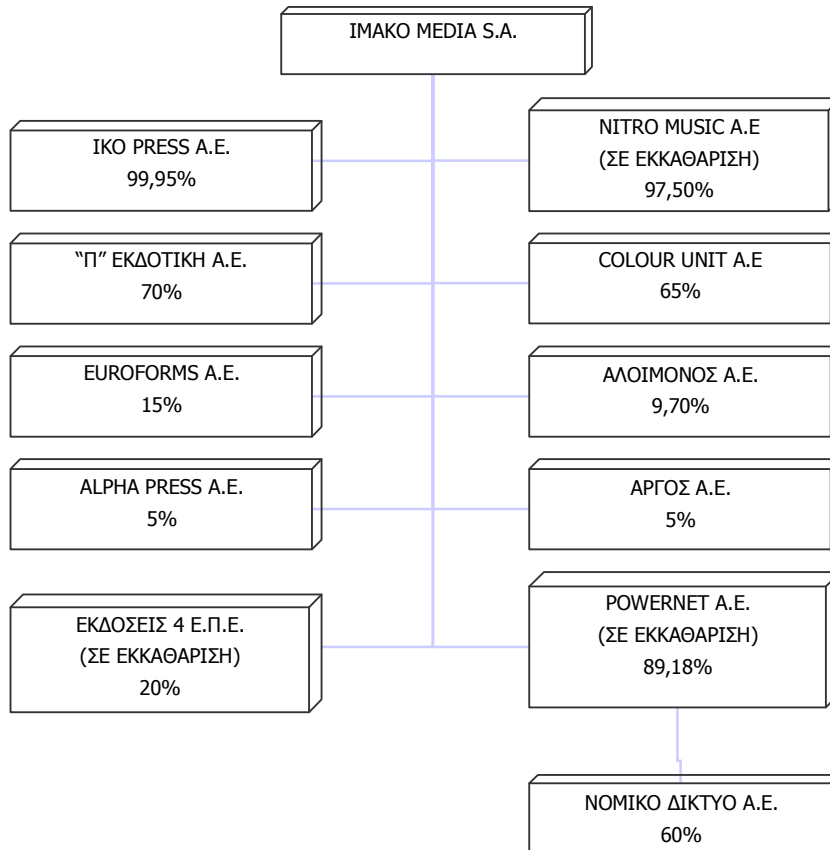 IMAKO MEDIA S.A.
IKO PRESS Α.Ε.
99,95%
NITRO MUSIC Α.Ε
(ΣΕ ΕΚΚΑΘΑΡΙΣΗ)
97,50%
“Π” ΕΚΔΟΤΙΚΗ Α.Ε.
70%
COLOUR UNIT Α.Ε
65%
EUROFORMS Α.Ε.
15%
ΑΛΟΙΜΟΝΟΣ Α.Ε.
9,70%
ALPHA PRESS Α.Ε.
5%
ΑΡΓΟΣ Α.Ε.
5%
ΕΚΔΟΣΕΙΣ 4 Ε.Π.Ε.
(ΣΕ ΕΚΚΑΘΑΡΙΣΗ)
20%
POWERNET Α.Ε.
(ΣΕ ΕΚΚΑΘΑΡΙΣΗ)
89,18%
ΝΟΜΙΚΟ ΔΙΚΤΥΟ Α.Ε.
60%